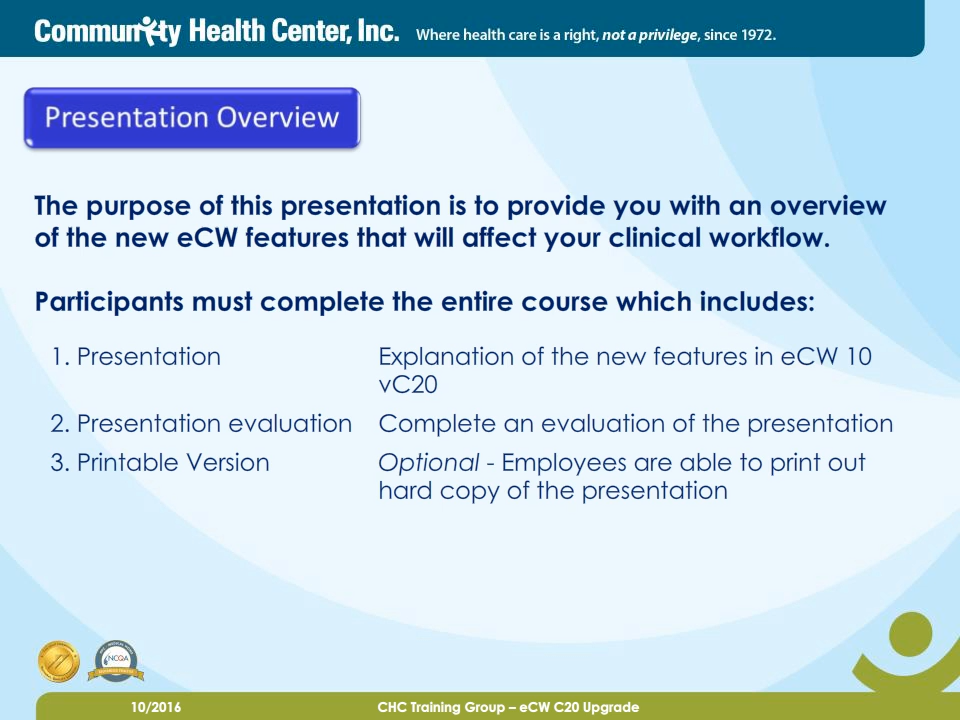 Community Health Center, Inc. Where health care is a right, not a privilege, since 1972.
Presentation Overview
The purpose of this presentation is to provide you with an overview
of the new eCW features that will affect your clinical workflow.
Participants must complete the entire course which includes:
1. Presentation Explanation of the new features in eCW 10
vC20
2. Presentation evaluation Complete an evaluation of the presentation
3. Printable Version Optional - Employees are able to print out
hard copy of the presentation
NCQA
10/2016 CHC Training Group – eCW C20 Upgrade